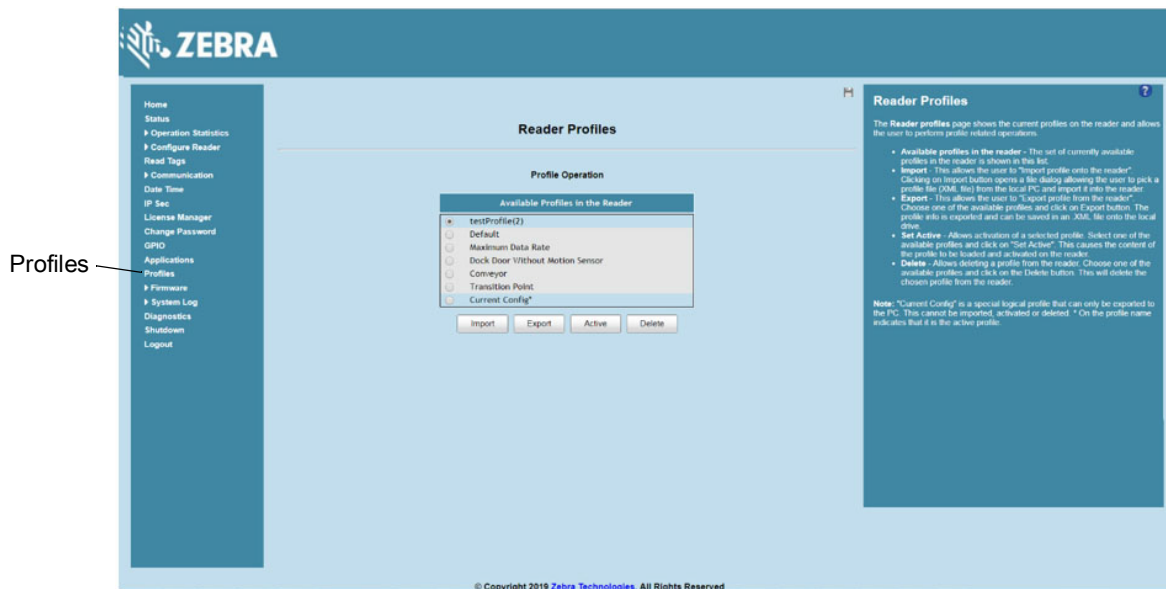 ZEBRA
Profiles
Home
Status
Operation Statistics
Configure Reader
Read Tags
Communication
Date Time
IP Sec
License Manager
Change Password
GPIO
Applications
Profiles
Firmware
System Log
Diagnostics
Shutdown
Logout
Reader Profiles
Profile Operation
Available Profiles in the Reader
testProfile(2)
Default
Maximum Data Rate
Dock Door Without Motion Sensor
Conveyor
Transition Point
Current Config*
Import Export Active Delete
?
Reader Profiles
The Reader profiles page shows the current profiles on the reader and allows
the user to perform profile related operations.
• Available profiles in the reader - The set of currently available
profiles in the reader is shown in this list.
• Import - This allows the user to "Import profile onto the reader".
Clicking on Import button opens a file dialog allowing the user to pick a
profile file (XML file) from the local PC and import it into the reader.
• Export - This allows the user to "Export profile from the reader".
Choose one of the available profiles and click on Export button. The
profile info is exported and can be saved in an .XML file onto the local
drive.
• Set Active - Allows activation of a selected profile. Select one of the
available profiles and click on "Set Active". This causes the content of
the profile to be loaded and activated on the reader.
• Delete - Allows deleting a profile from the reader. Choose one of the
available profiles and click on the Delete button. This will delete the
chosen profile from the reader.
Note: "Current Config" is a special logical profile that can only be exported to
the PC. This cannot be imported, activated or deleted. * On the profile name
indicates that it is the active profile.
© Copyright 2019 Zebra Technologies. All Rights Reserved